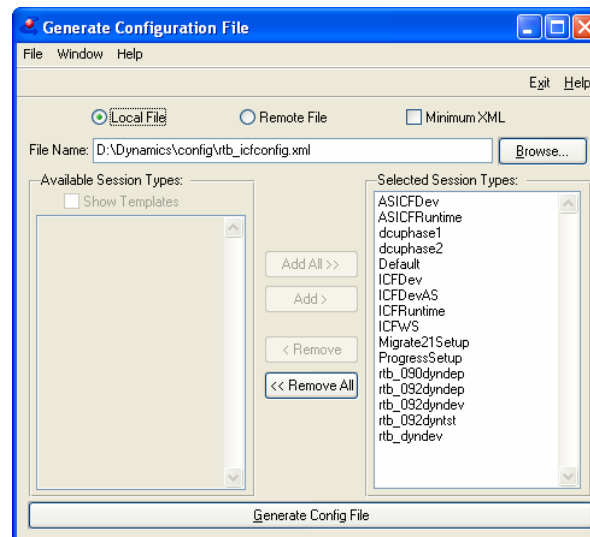 Generate Configuration File
File Window Help
Exit Help
Local File Remote File Minimum XML
File Name: D:\Dynamics\config\rtb_icfconfig.xml Browse...
Available Session Types:
Show Templates
Add All >>
Add >
< Remove
<< Remove All
Selected Session Types:
ASICFDev
ASICFRuntime
dcuphase1
dcuphase2
Default
ICFDev
ICFDevAS
ICFRuntime
ICFWS
Migrate21Setup
ProgressSetup
rtb_090dyndep
rtb_092dyndep
rtb_092dyndev
rtb_092dyntst
rtb_dyndev
Generate Config File